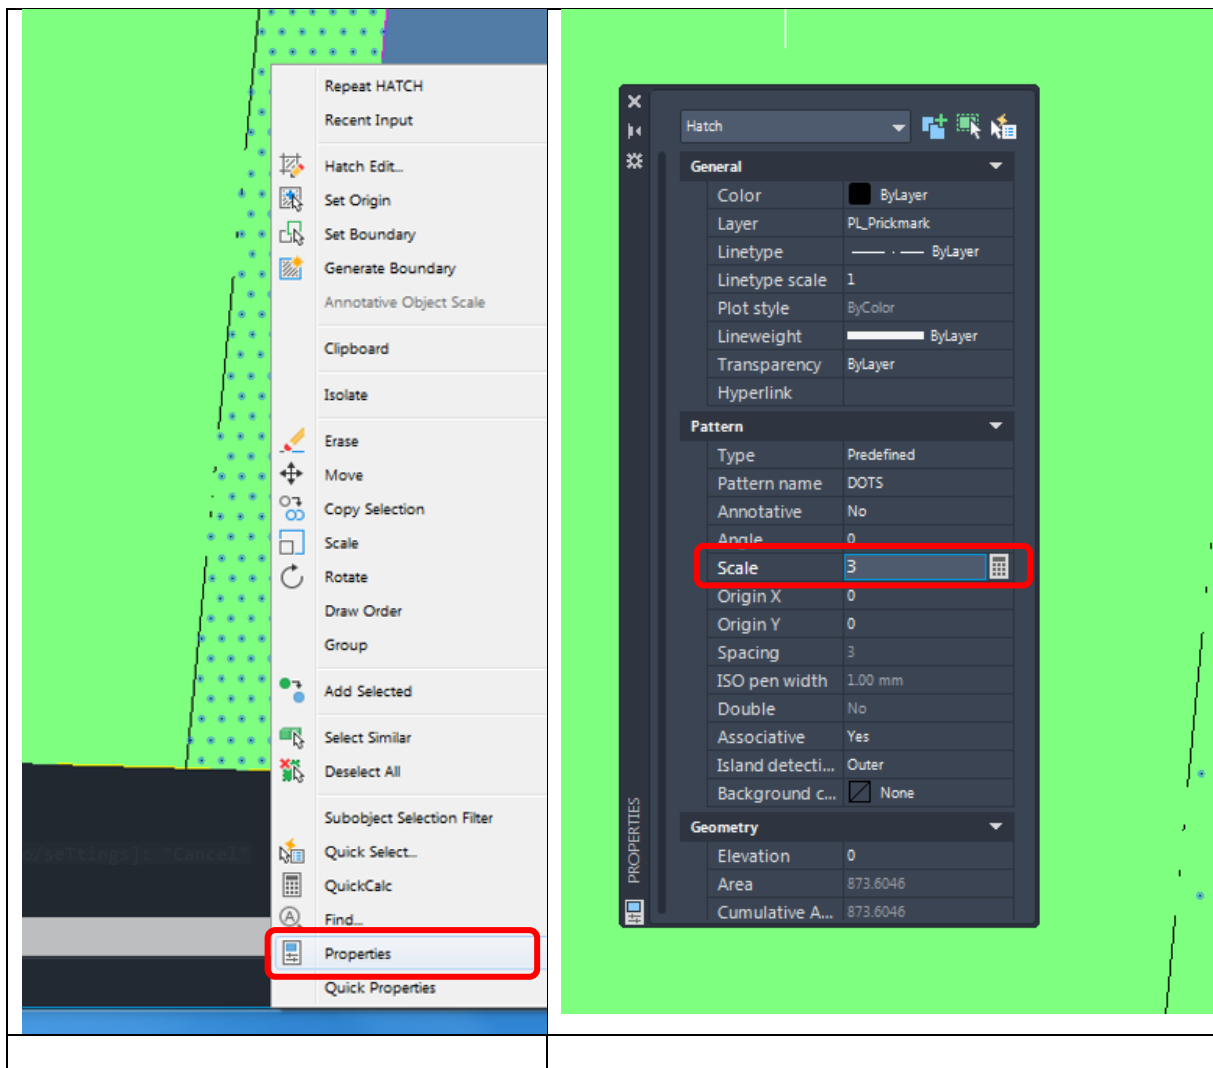 Repeat HATCH
Recent Input
Hatch Edit...
Set Origin
Set Boundary
Generate Boundary
Annotative Object Scale
Clipboard
Isolate
Erase
Move
Copy Selection
Scale
Rotate
Draw Order
Group
Add Selected
Select Similar
Deselect All
Subobject Selection Filter
Quick Select...
QuickCalc
Find...
Properties
Quick Properties
o/seTtings]: "Cancel"
Hatch
General
Color ByLayer
Layer PL_Prickmark
Linetype ByLayer
Linetype scale 1
Plot style ByColor
Lineweight ByLayer
Transparency ByLayer
Hyperlink
Pattern
Type Predefined
Pattern name DOTS
Annotative No
Angle 0
Scale 3
Origin X 0
Origin Y 0
Spacing 3
ISO pen width 1.00 mm
Double No
Associative Yes
Island detecti... Outer
Background c... None
Geometry
Elevation 0
Area 873.6046
Cumulative A... 873.6046
PROPERTIES